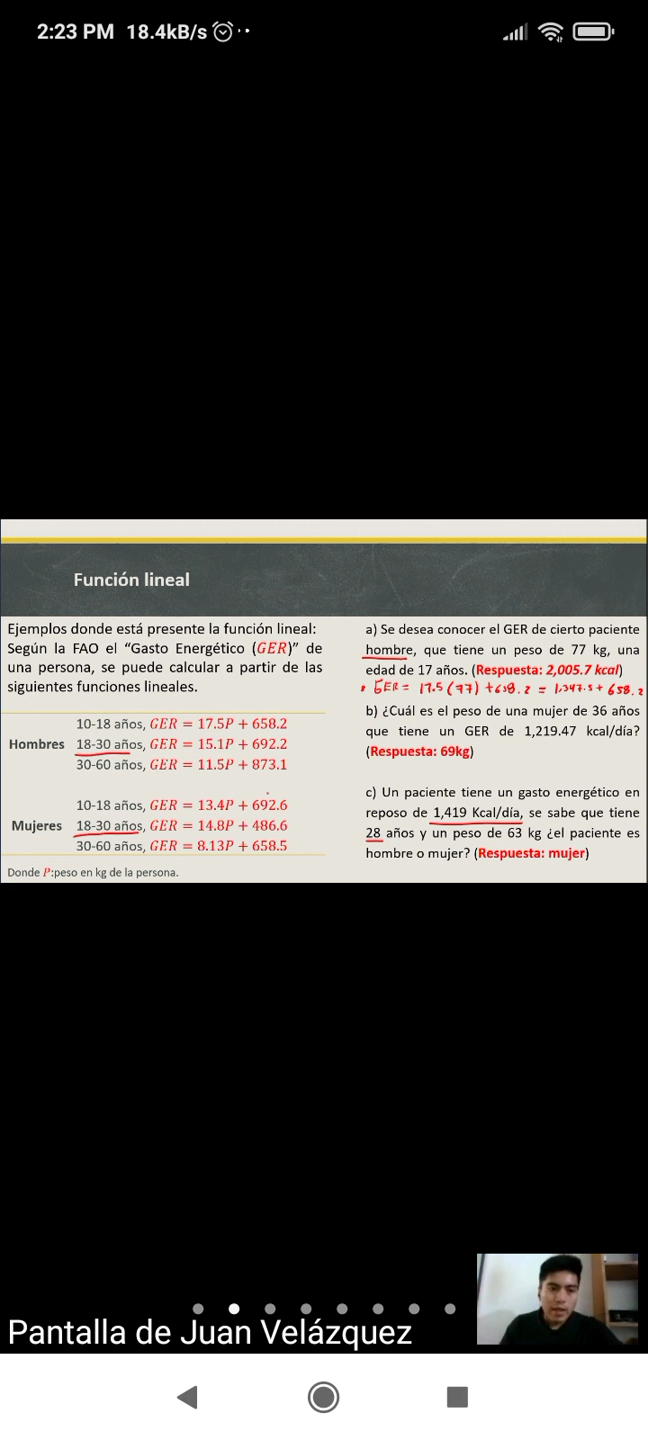 2:23 PM 18.4kB/s
Función lineal
Ejemplos donde está presente la función lineal:
Según la FAO el “Gasto Energético (GER)” de
una persona, se puede calcular a partir de las
siguientes funciones lineales.
10-18 años, GER = 17.5P + 658.2
Hombres 18-30 años, GER = 15.1P + 692.2
30-60 años, GER = 11.5P + 873.1
10-18 años, GER = 13.4P + 692.6
Mujeres 18-30 años, GER = 14.8P + 486.6
30-60 años, GER = 8.13P + 658.5
Donde P:peso en kg de la persona.
a) Se desea conocer el GER de cierto paciente
hombre, que tiene un peso de 77 kg, una
edad de 17 años. (Respuesta: 2,005.7 kcal)
GER = 17.5 (77) + 658.2 = 1,347.5 + 658.2
b) ¿Cuál es el peso de una mujer de 36 años
que tiene un GER de 1,219.47 kcal/día?
(Respuesta: 69kg)
c) Un paciente tiene un gasto energético en
reposo de 1,419 Kcal/día, se sabe que tiene
28 años y un peso de 63 kg ¿el paciente es
hombre o mujer? (Respuesta: mujer)
Pantalla de Juan Velázquez